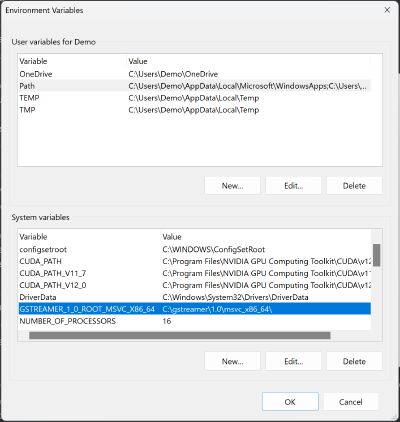 Environment Variables
User variables for Demo
Variable Value
OneDrive C:\Users\Demo\OneDrive
Path C:\Users\Demo\AppData\Local\Microsoft\WindowsApps;C:\Users\...
TEMP C:\Users\Demo\AppData\Local\Temp
TMP C:\Users\Demo\AppData\Local\Temp
New... Edit... Delete
System variables
Variable Value
configsetroot C:\WINDOWS\ConfigSetRoot
CUDA_PATH C:\Program Files\NVIDIA GPU Computing Toolkit\CUDA\v12
CUDA_PATH_V11_7 C:\Program Files\NVIDIA GPU Computing Toolkit\CUDA\v11
CUDA_PATH_V12_0 C:\Program Files\NVIDIA GPU Computing Toolkit\CUDA\v12
DriverData C:\Windows\System32\Drivers\DriverData
GSTREAMER_1_0_ROOT_MSVC_X86_64 C:\gstreamer\1.0\msvc_x86_64\
NUMBER_OF_PROCESSORS 16
New... Edit... Delete
OK Cancel